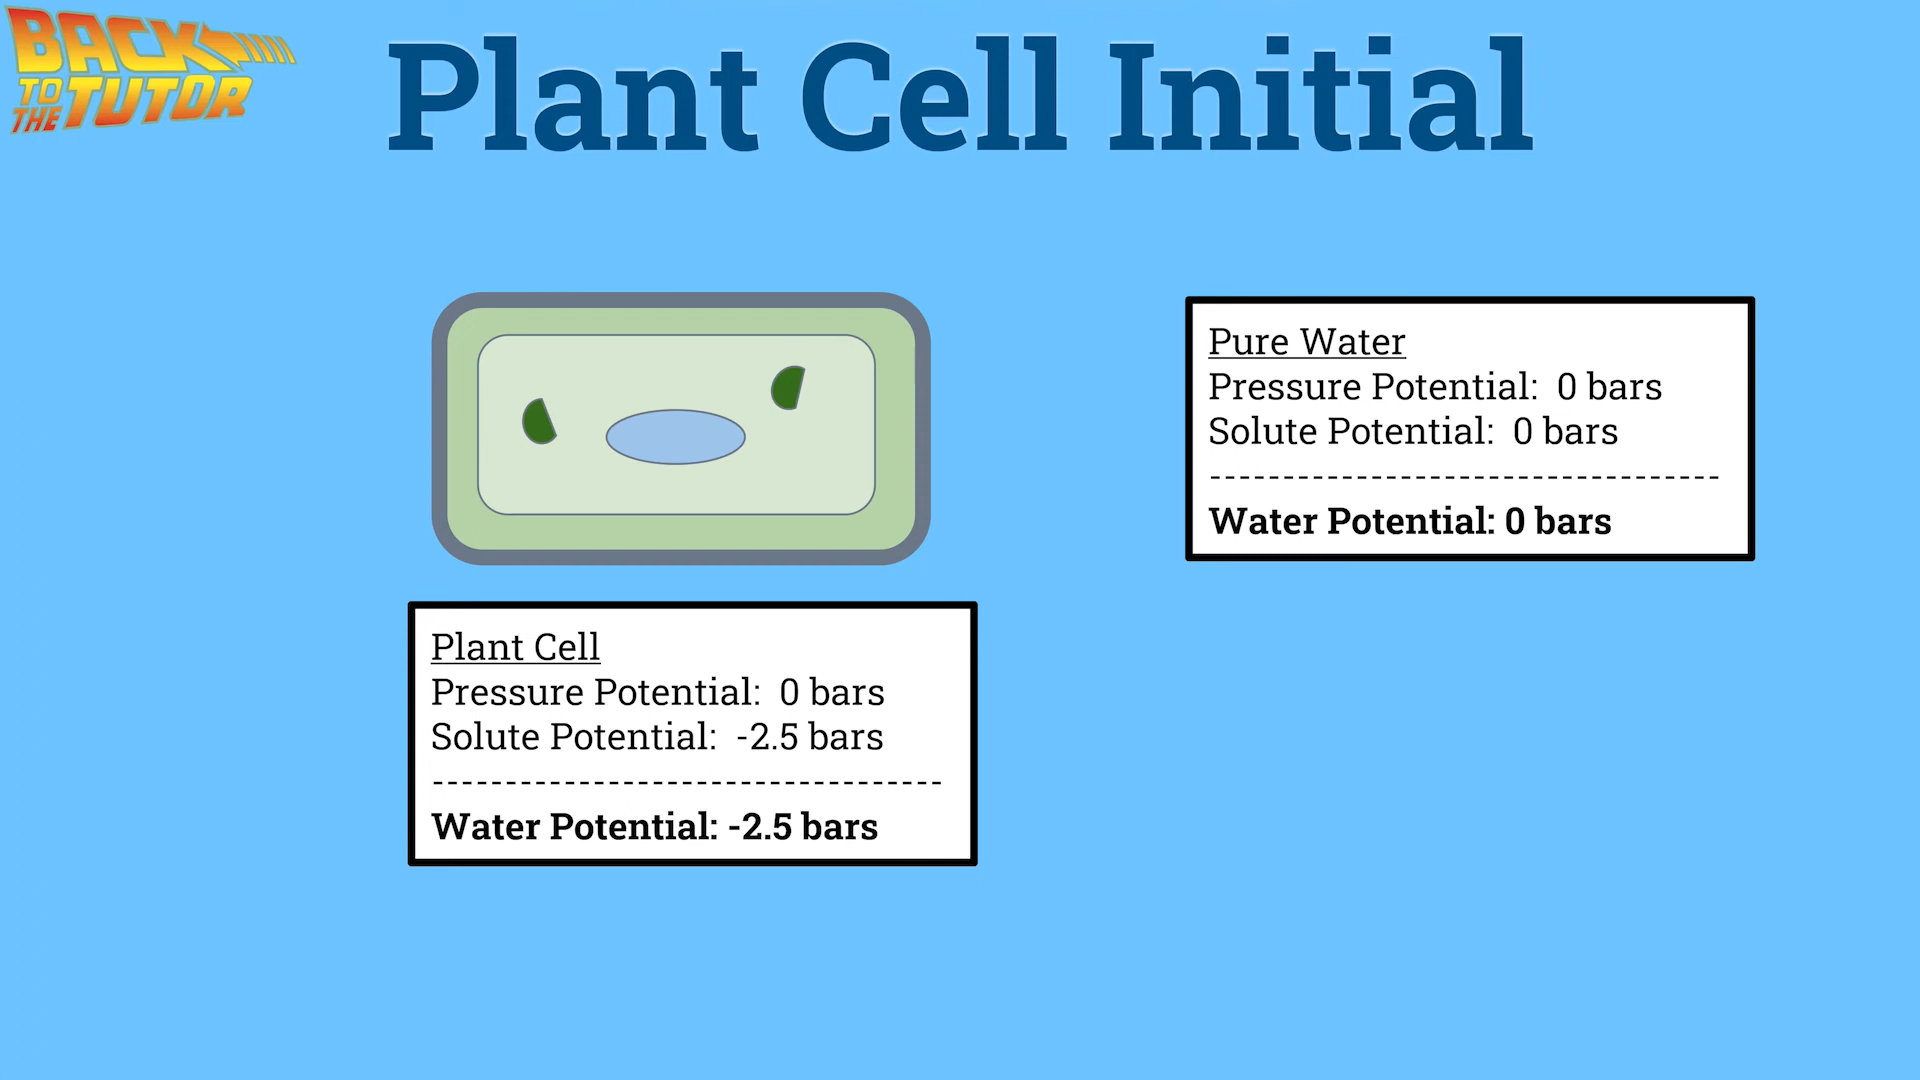 BACK
TO
THE TUTOR
Plant Cell Initial
Pure Water
Pressure Potential:  0 bars
Solute Potential:  0 bars
-----------------------------------
Water Potential: 0 bars
Plant Cell
Pressure Potential:  0 bars
Solute Potential:  -2.5 bars
-----------------------------------
Water Potential: -2.5 bars